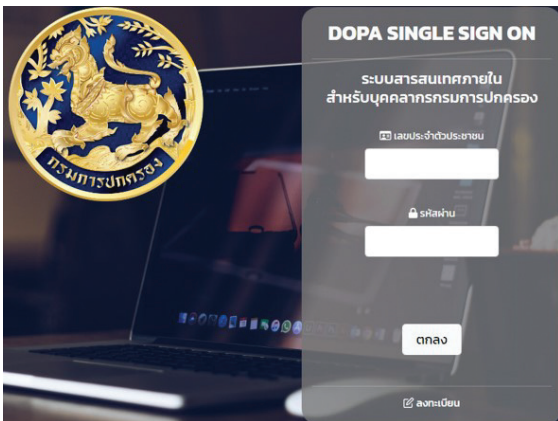 กรมการปกครอง
DOPA SINGLE SIGN ON
ระบบสารสนเทศภายใน
สำหรับบุคคลากรกรมการปกครอง
เลขประจำตัวประชาชน
รหัสผ่าน
ตกลง
ลงทะเบียน